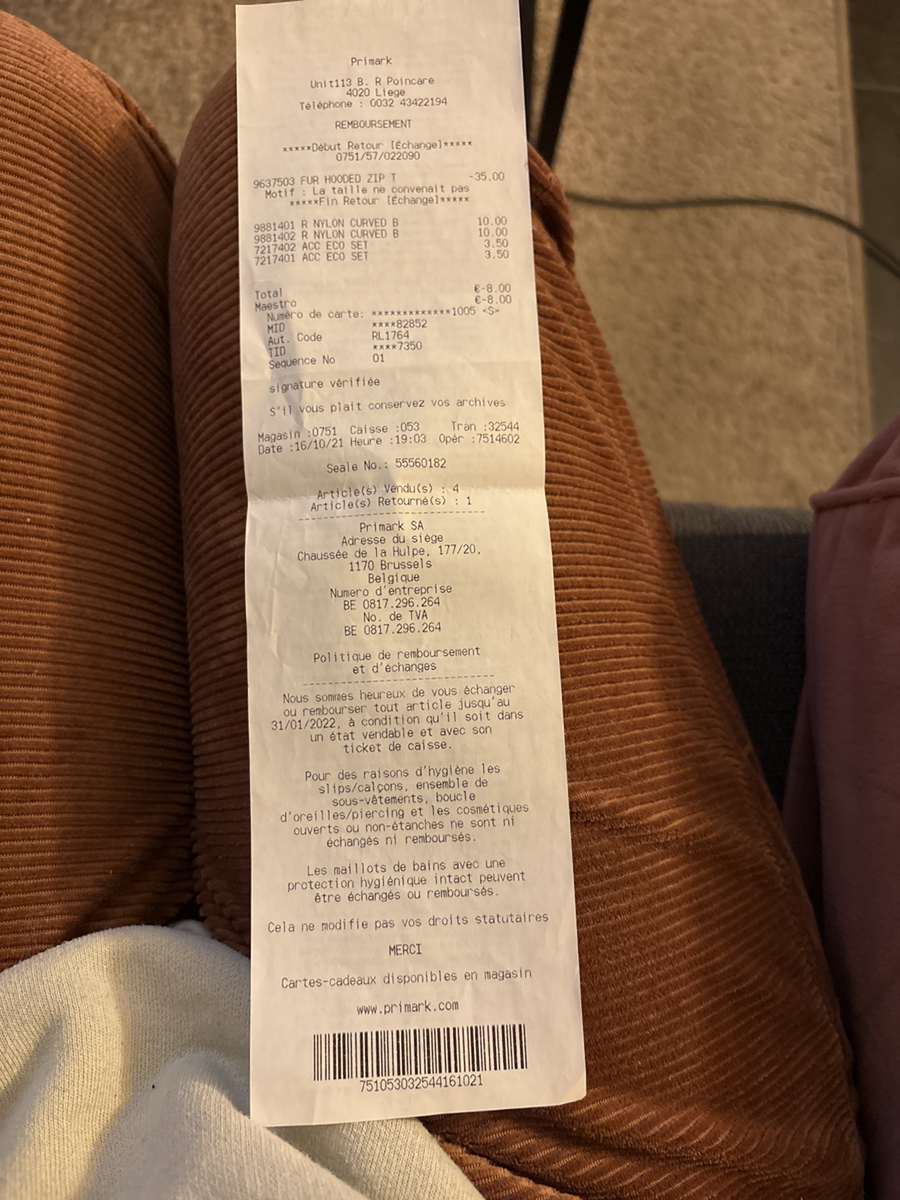 Primark
Unit113 B. R Poincare
4020 Liege
Téléphone : 0032 43422194
REMBOURSEMENT
*****Début Retour [Échange]*****
0751/57/022090
9637503 FUR HOODED ZIP T -35.00
Motif : La taille ne convenait pas
*****Fin Retour [Échange]*****
9881401 R NYLON CURVED B 10.00
9881402 R NYLON CURVED B 10.00
7217402 ACC ECO SET 3.50
7217401 ACC ECO SET 3.50
Total €-8.00
Maestro €-8.00
Numéro de carte: *************1005 <S>
MID ****82852
Aut. Code RL1764
TID ****7350
Sequence No 01
signature vérifiée
S'il vous plait conservez vos archives
Magasin :0751 Caisse :053 Tran :32544
Date :16/10/21 Heure :19:03 Opér :7514602
Seale No.: 55560182
Article(s) Vendu(s) : 4
Article(s) Retourné(s) : 1
Primark SA
Adresse du siège
Chaussée de la Hulpe, 177/20,
1170 Brussels
Belgique
Numero d'entreprise
BE 0817.296.264
No. de TVA
BE 0817.296.264
Politique de remboursement
et d'échanges
Nous sommes heureux de vous échanger
ou rembourser tout article jusqu'au
31/01/2022, à condition qu'il soit dans
un état vendable et avec son
ticket de caisse.
Pour des raisons d'hygiène les
slips/calçons, ensemble de
sous-vêtements, boucle
d'oreilles/piercing et les cosmétiques
ouverts ou non-étanches ne sont ni
échangés ni remboursés.
Les maillots de bains avec une
protection hygiénique intact peuvent
être échangés ou remboursés.
Cela ne modifie pas vos droits statutaires
MERCI
Cartes-cadeaux disponibles en magasin
www.primark.com
751053032544161021